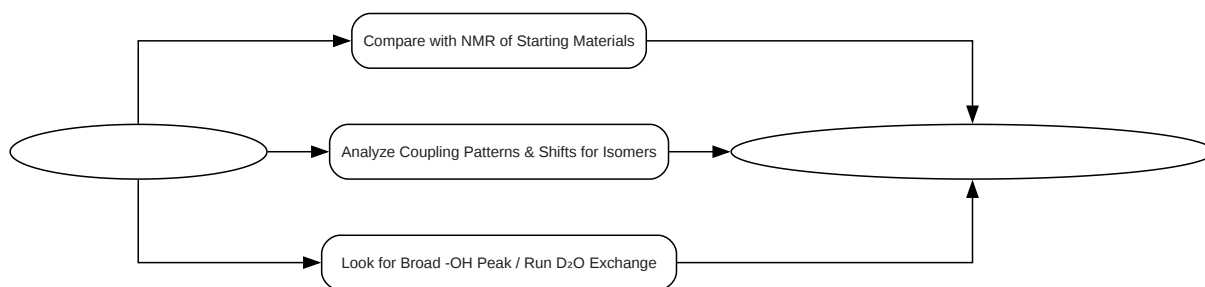 Compare with NMR of Starting Materials
Analyze Coupling Patterns & Shifts for Isomers
Look for Broad -OH Peak / Run D₂O Exchange